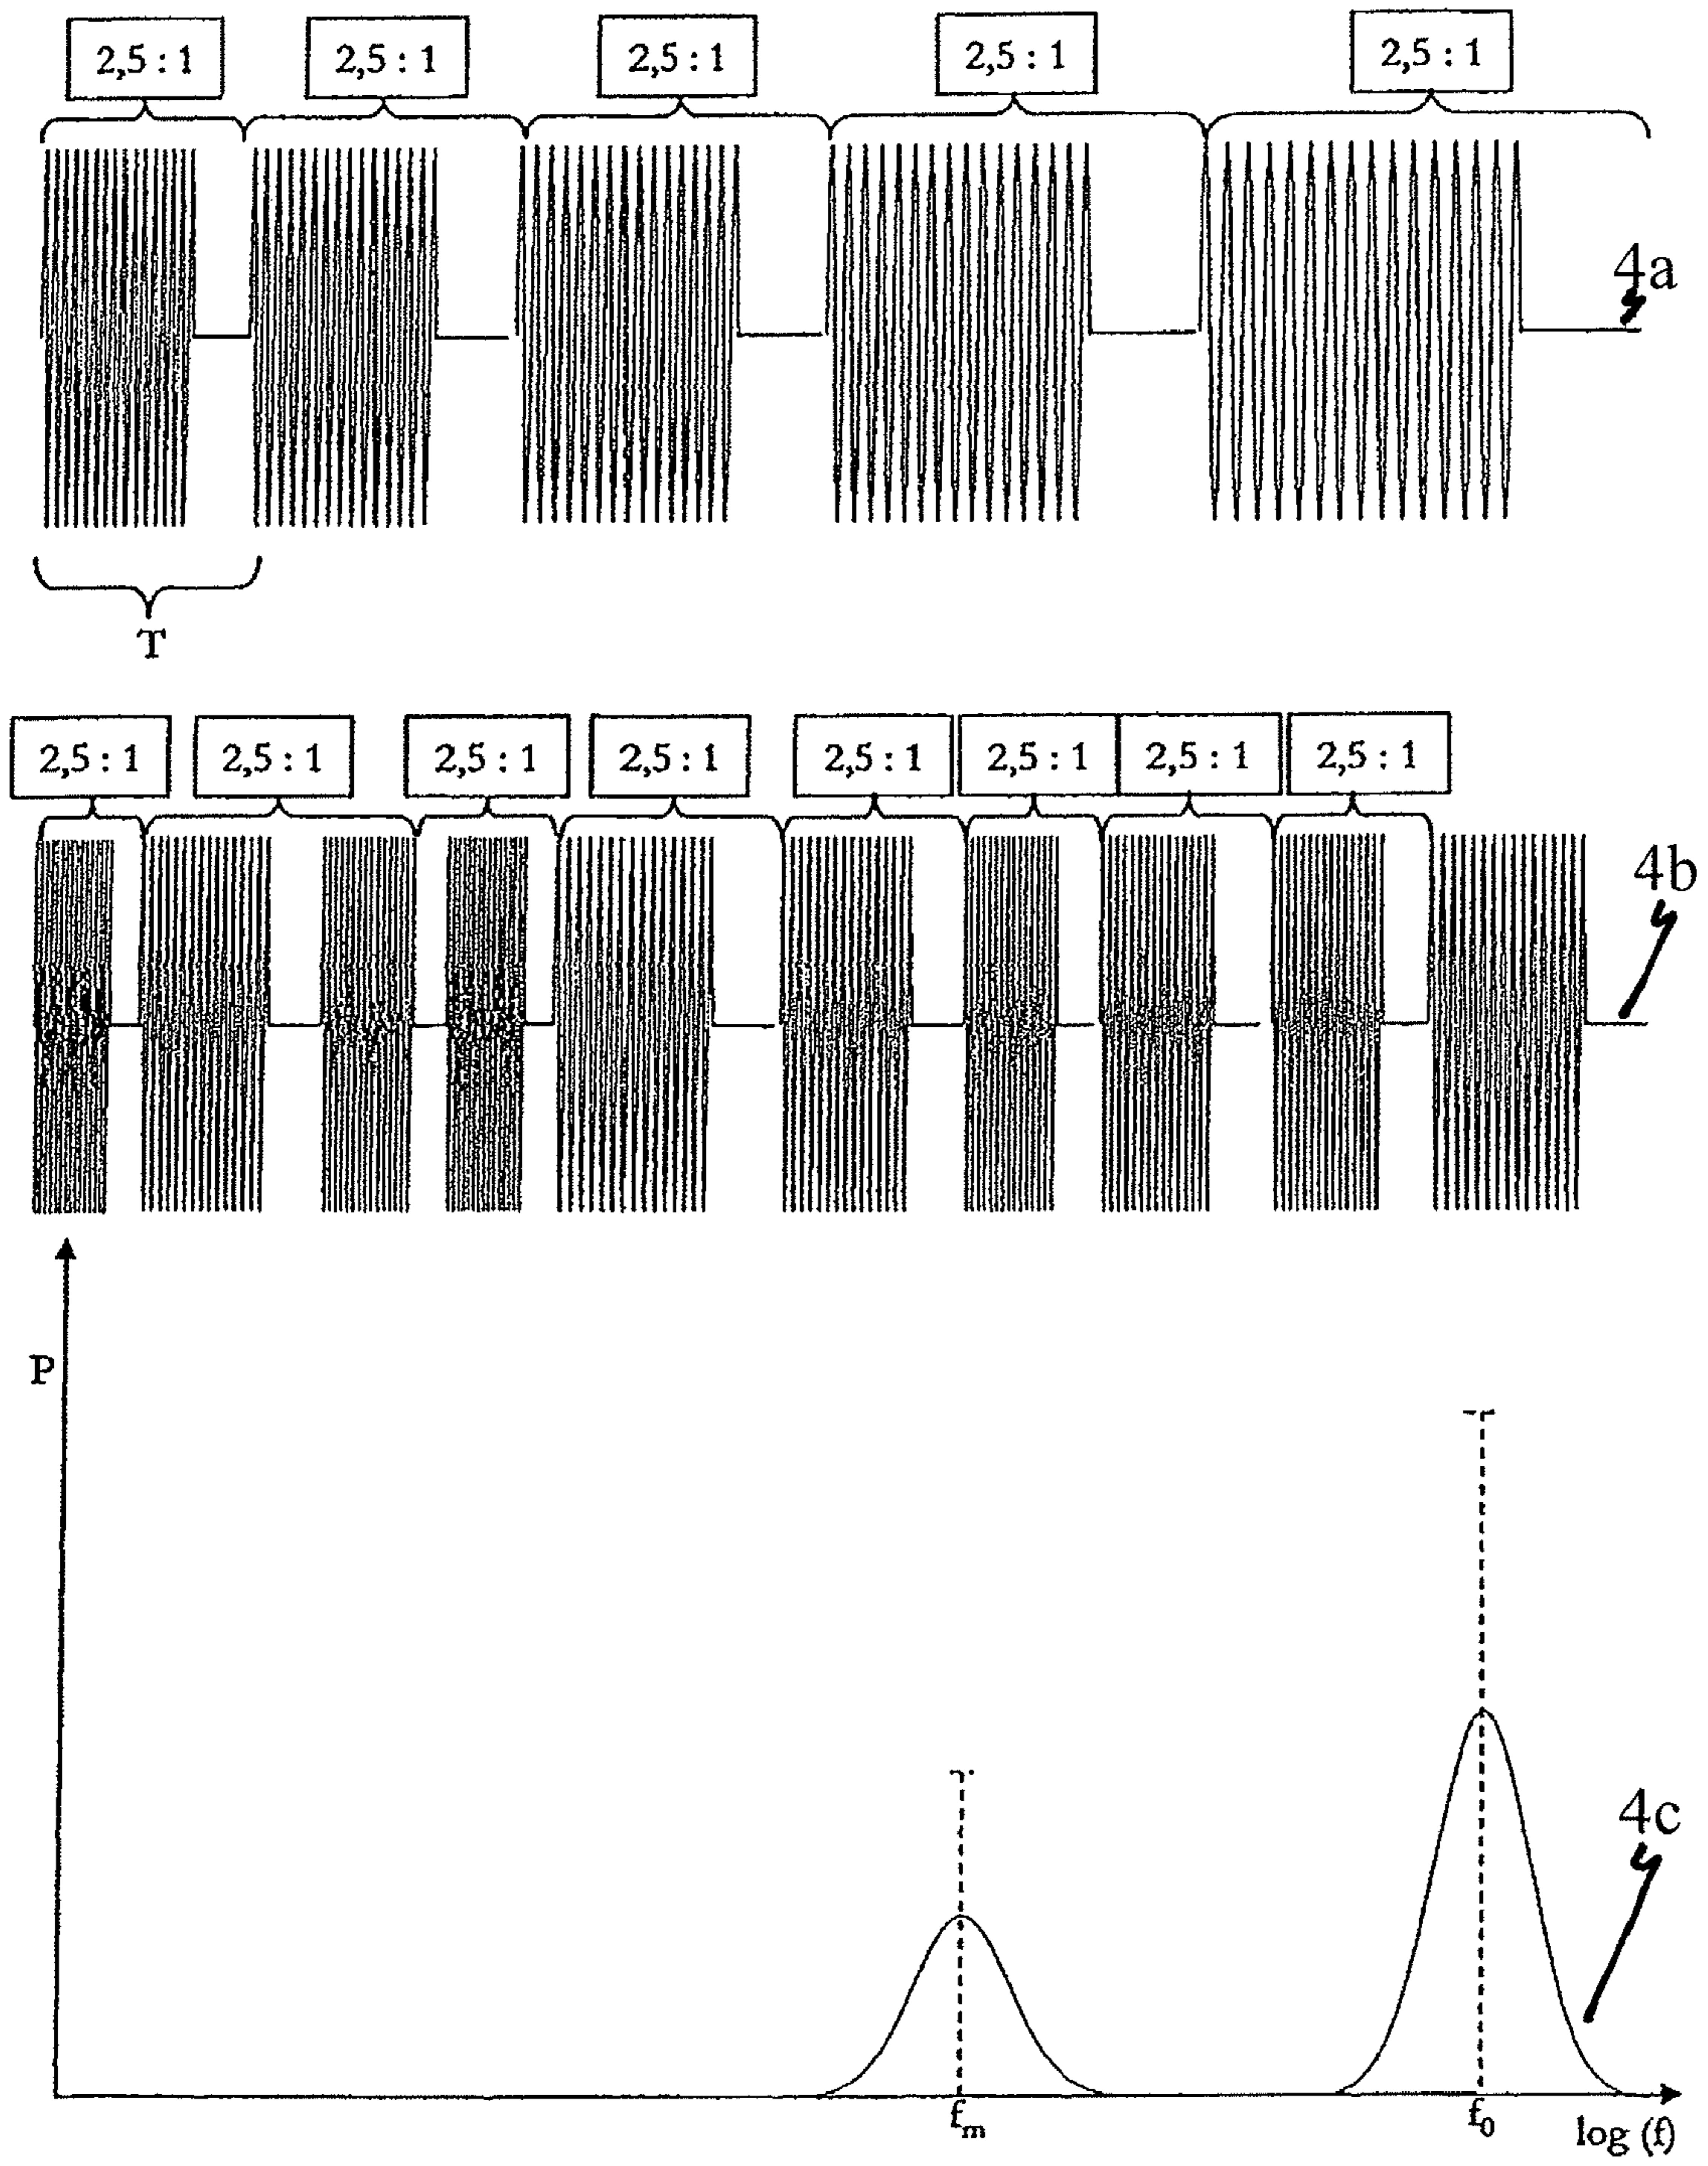 2,5 : 1 2,5 : 1 2,5 : 1 2,5 : 1 2,5 : 1
4a
T
2,5 : 1 2,5 : 1 2,5 : 1 2,5 : 1 2,5 : 1 2,5 : 1 2,5 : 1 2,5 : 1
4b
P
4c
fm f0
log (f)